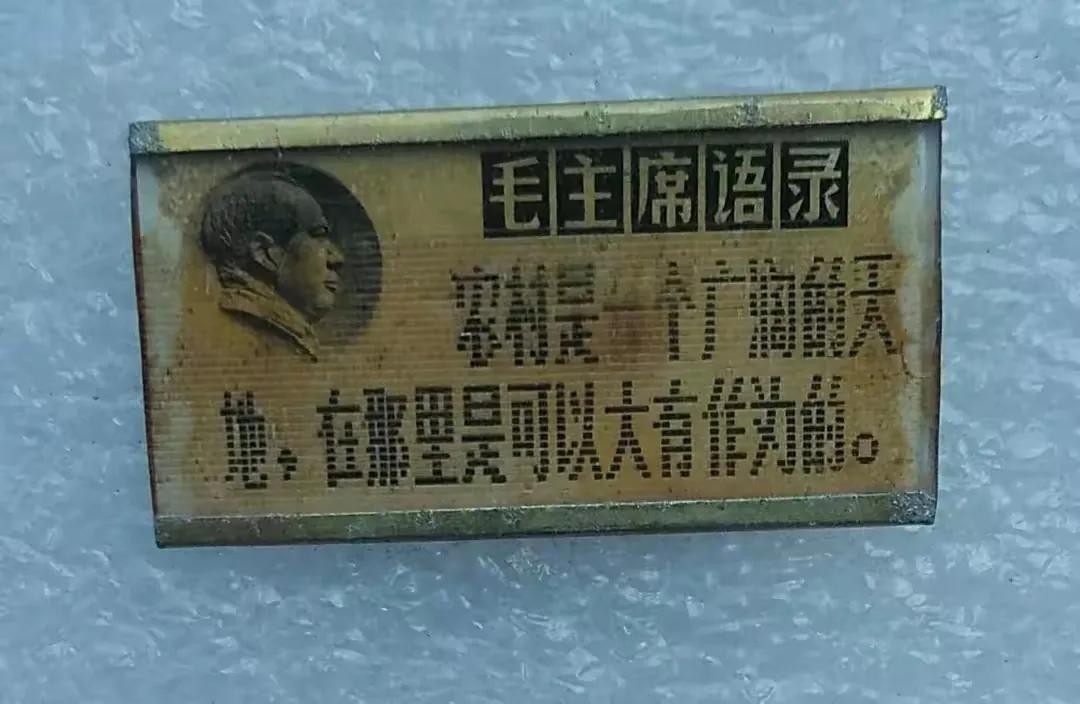 毛主席语录
农村是一个广阔的天
地，在那里是可以大有作为的。